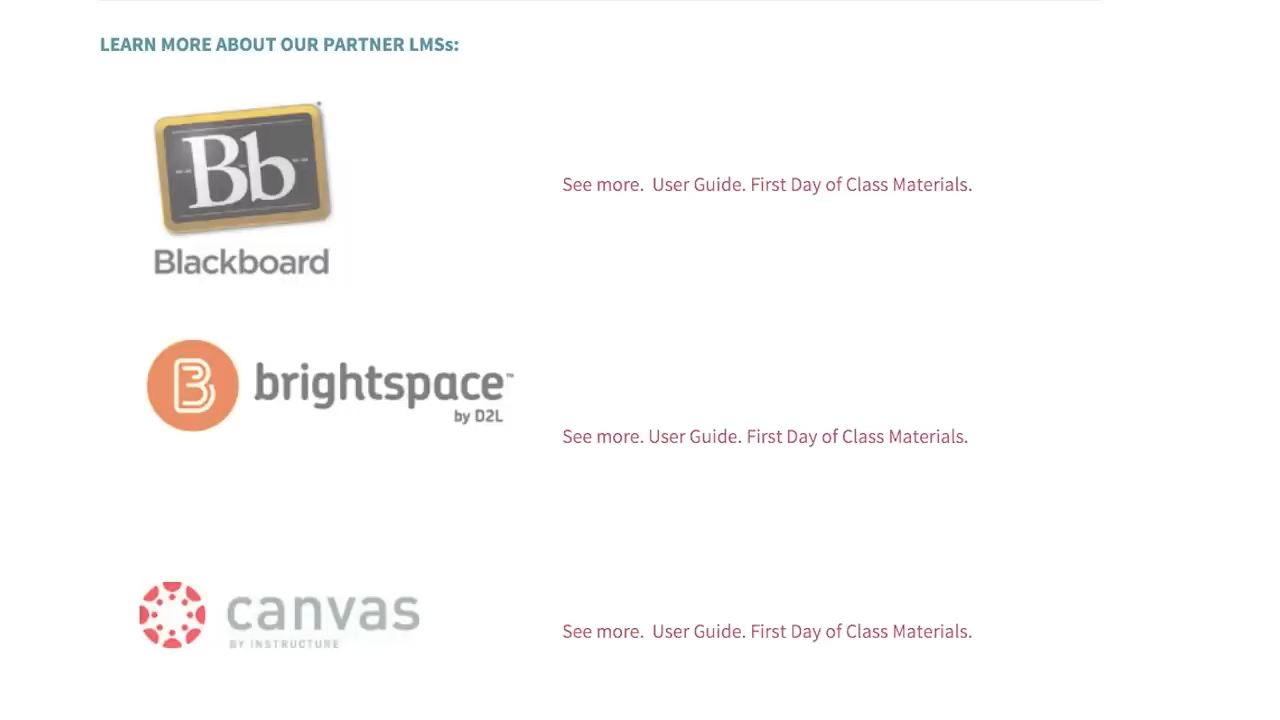 LEARN MORE ABOUT OUR PARTNER LMSs:
Bb
Blackboard
See more.  User Guide. First Day of Class Materials.
B brightspace™
by D2L
See more. User Guide. First Day of Class Materials.
canvas
BY INSTRUCTURE
See more.  User Guide. First Day of Class Materials.